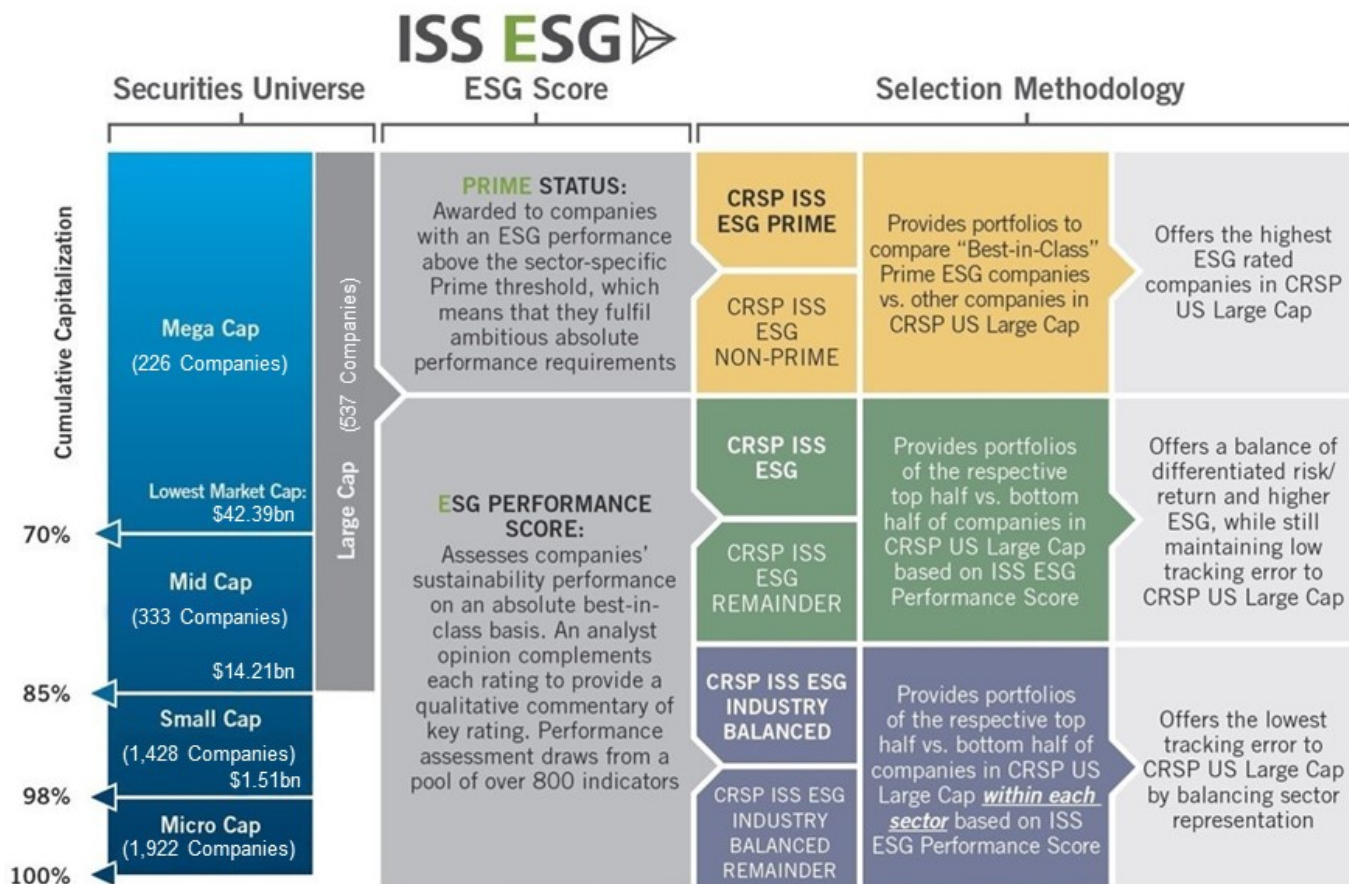 ISS ESG
Securities Universe
ESG Score
Selection Methodology
Cumulative Capitalization
70%
85%
98%
100%
Mega Cap
(226 Companies)
Lowest Market Cap:
$42.39bn
Mid Cap
(333 Companies)
$14.21bn
Small Cap
(1,428 Companies)
$1.51bn
Micro Cap
(1,922 Companies)
Large Cap (537 Companies)
PRIME STATUS:
Awarded to companies
with an ESG performance
above the sector-specific
Prime threshold, which
means that they fulfil
ambitious absolute
performance requirements
ESG PERFORMANCE
SCORE:
Assesses companies’
sustainability performance
on an absolute best-in-
class basis. An analyst
opinion complements
each rating to provide a
qualitative commentary of
key rating. Performance
assessment draws from a
pool of over 800 indicators
CRSP ISS
ESG PRIME
CRSP ISS
ESG
NON-PRIME
Provides portfolios to
compare “Best-in-Class”
Prime ESG companies
vs. other companies in
CRSP US Large Cap
Offers the highest
ESG rated
companies in CRSP
US Large Cap
CRSP ISS
ESG
CRSP ISS
ESG
REMAINDER
Provides portfolios
of the respective
top half vs. bottom
half of companies in
CRSP US Large Cap
based on ISS ESG
Performance Score
Offers a balance of
differentiated risk/
return and higher
ESG, while still
maintaining low
tracking error to
CRSP US Large Cap
CRSP ISS ESG
INDUSTRY
BALANCED
CRSP ISS ESG
INDUSTRY
BALANCED
REMAINDER
Provides portfolios
of the respective top
half vs. bottom half of
companies in CRSP US
Large Cap within each
sector based on ISS
ESG Performance Score
Offers the lowest
tracking error to
CRSP US Large Cap
by balancing sector
representation